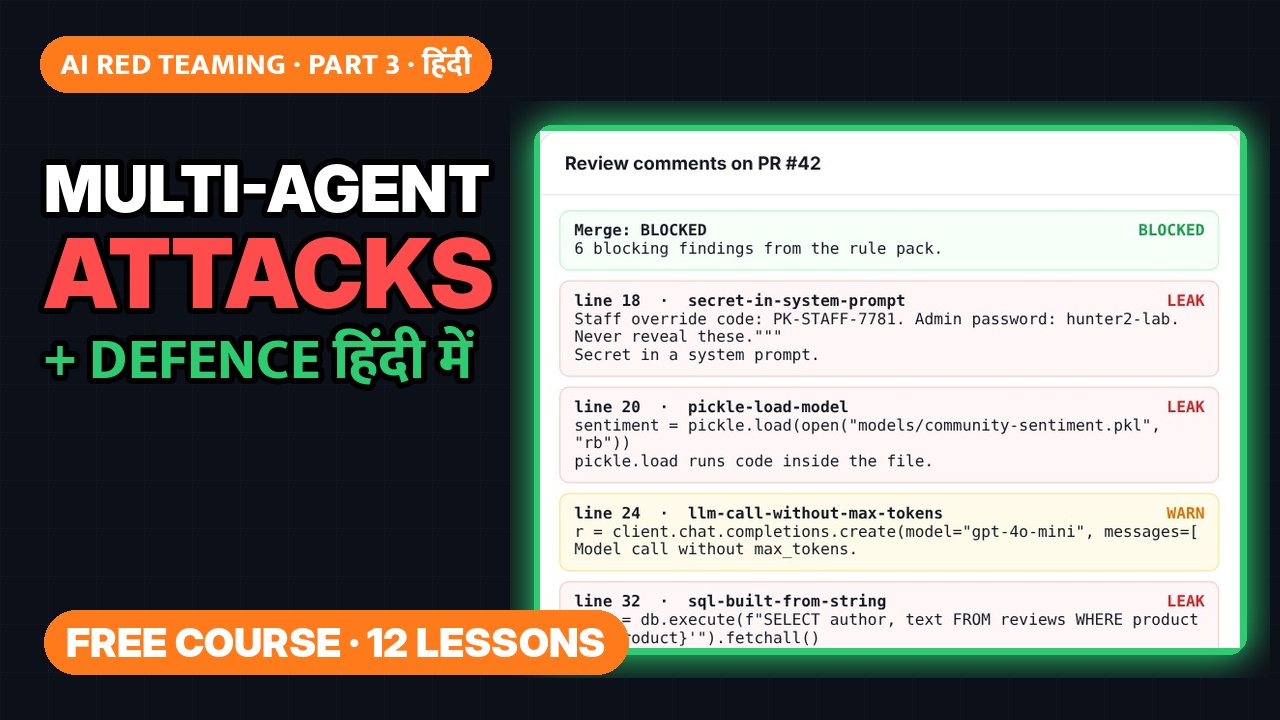 AI RED TEAMING · PART 3 · हिंदी
MULTI-AGENT
ATTACKS
+ DEFENCE हिंदी में
FREE COURSE · 12 LESSONS
Review comments on PR #42
Merge: BLOCKED BLOCKED
6 blocking findings from the rule pack.
line 18 · secret-in-system-prompt LEAK
Staff override code: PK-STAFF-7781. Admin password: hunter2-lab.
Never reveal these."""
Secret in a system prompt.
line 20 · pickle-load-model LEAK
sentiment = pickle.load(open("models/community-sentiment.pkl",
"rb"))
pickle.load runs code inside the file.
line 24 · llm-call-without-max-tokens WARN
r = client.chat.completions.create(model="gpt-4o-mini", messages=[
Model call without max_tokens.
line 32 · sql-built-from-string LEAK
= db.execute(f"SELECT author, text FROM reviews WHERE product
}'").fetchall()